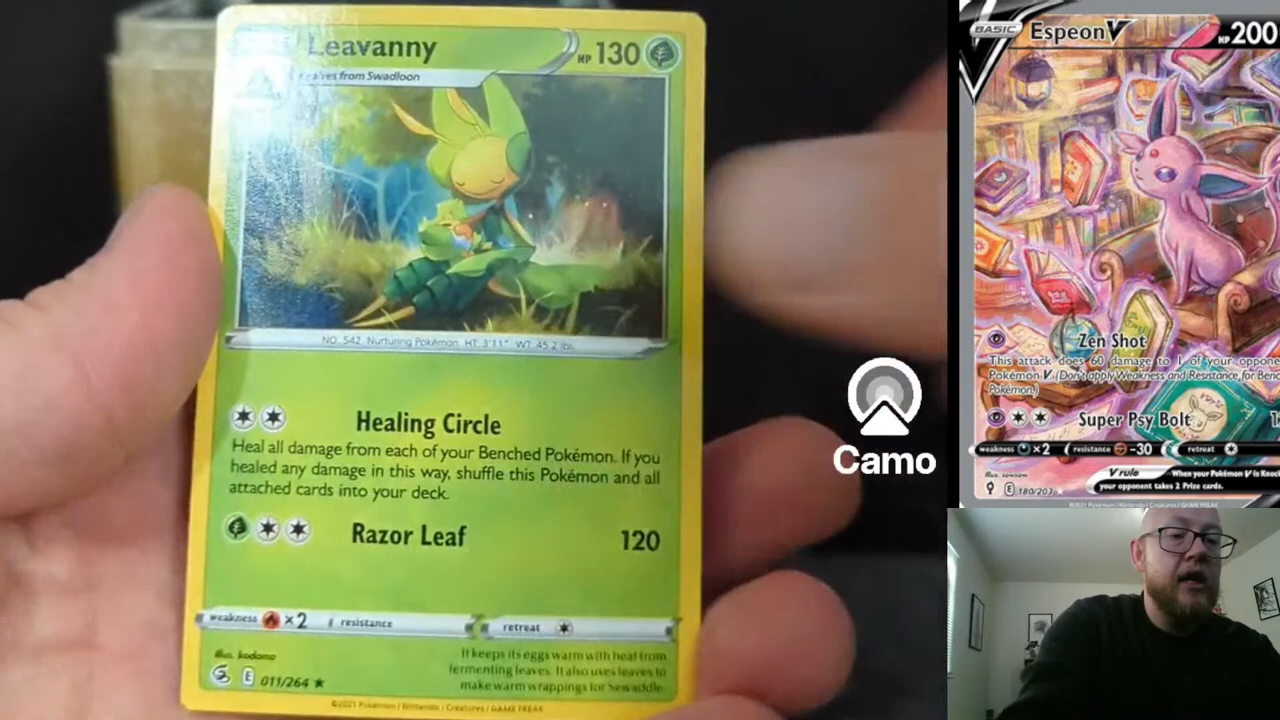 Leavanny
HP 130
Evolves from Swadloon
NO. 542 Nurturing Pokémon HT: 3'11" WT: 45.2 lbs.
Healing Circle
Heal all damage from each of your Benched Pokémon. If you
healed any damage in this way, shuffle this Pokémon and all
attached cards into your deck.
Razor Leaf 120
weakness ×2 resistance retreat
illus. kodama
E 011/264 ★
It keeps its eggs warm with heat from
fermenting leaves. It also uses leaves to
make warm wrappings for Sewaddle.
©2021 Pokémon / Nintendo / Creatures / GAME FREAK
Camo
BASIC Espeon V HP 200
Zen Shot
This attack does 60 damage to 1 of your
Pokémon V. (Don't apply Weakness and Resistance for
Pokémon.)
Super Psy Bolt
weakness ×2 resistance -30 retreat
V rule When your Pokémon V is
your opponent takes 2 Prize cards.
E 180/203
©2021 Pokémon / Nintendo / Creatures / GAME FREAK